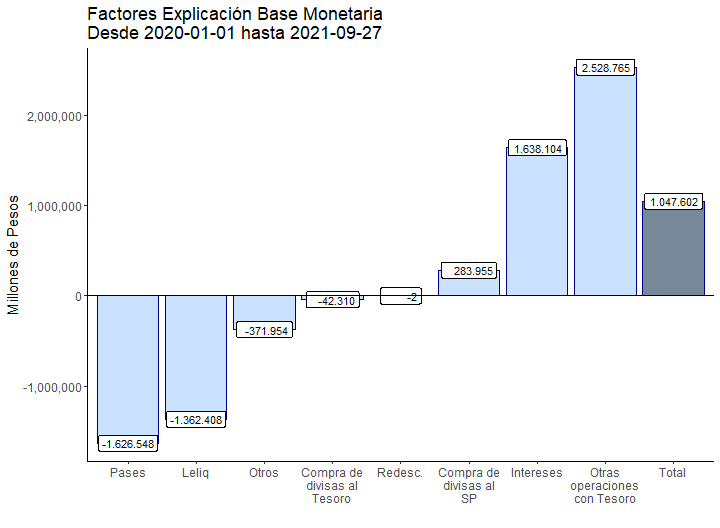 Factores Explicación Base Monetaria
Desde 2020-01-01 hasta 2021-09-27
Millones de Pesos
2,000,000
1,000,000
0
-1,000,000
-1.626.548
-1.362.408
-371.954
-42.310
-2
283.955
1.638.104
2.528.765
1.047.602
Pases
Leliq
Otros
Compra de
divisas al
Tesoro
Redesc.
Compra de
divisas al
SP
Intereses
Otras
operaciones
con Tesoro
Total